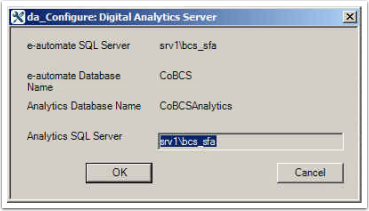 da_Configure: Digital Analytics Server
e-automate SQL Server srv1\bcs_sfa
e-automate Database Name CoBCS
Analytics Database Name CoBCSAnalytics
Analytics SQL Server srv1\bcs_sfa
OK Cancel